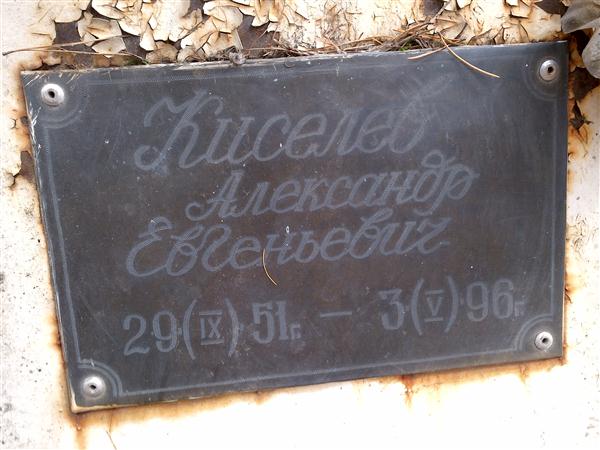 Киселев
Александр
Евгеньевич
29(IX)51г. – 3(V)96г.